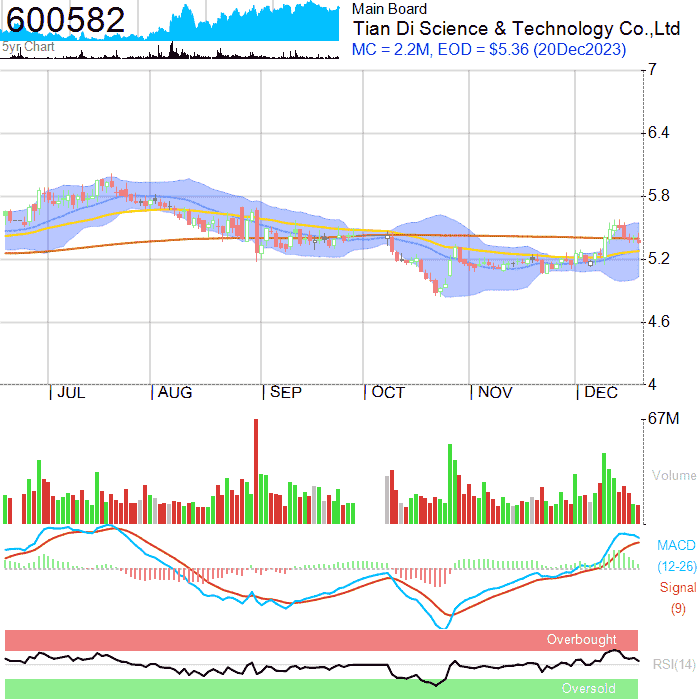 600582
5yr Chart
Main Board
Tian Di Science & Technology Co.,Ltd
MC = 2.2M, EOD = $5.36 (20Dec2023)
7
6.4
5.8
5.2
4.6
4
JUL AUG SEP OCT NOV DEC
67M
Volume
MACD
(12-26)
Signal
(9)
Overbought
RSI(14)
Oversold